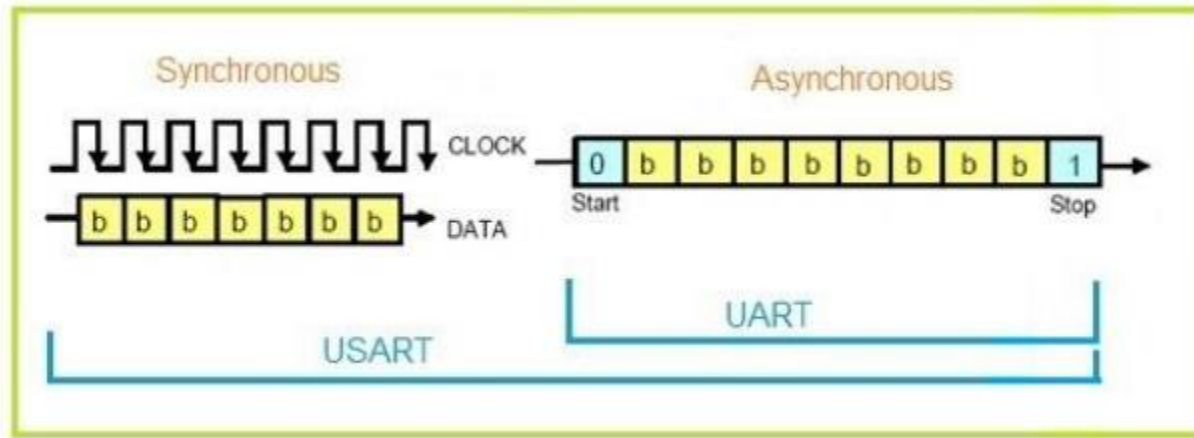 Synchronous
CLOCK
b b b b b b b
DATA
Asynchronous
0 b b b b b b b b 1
Start Stop
UART
USART